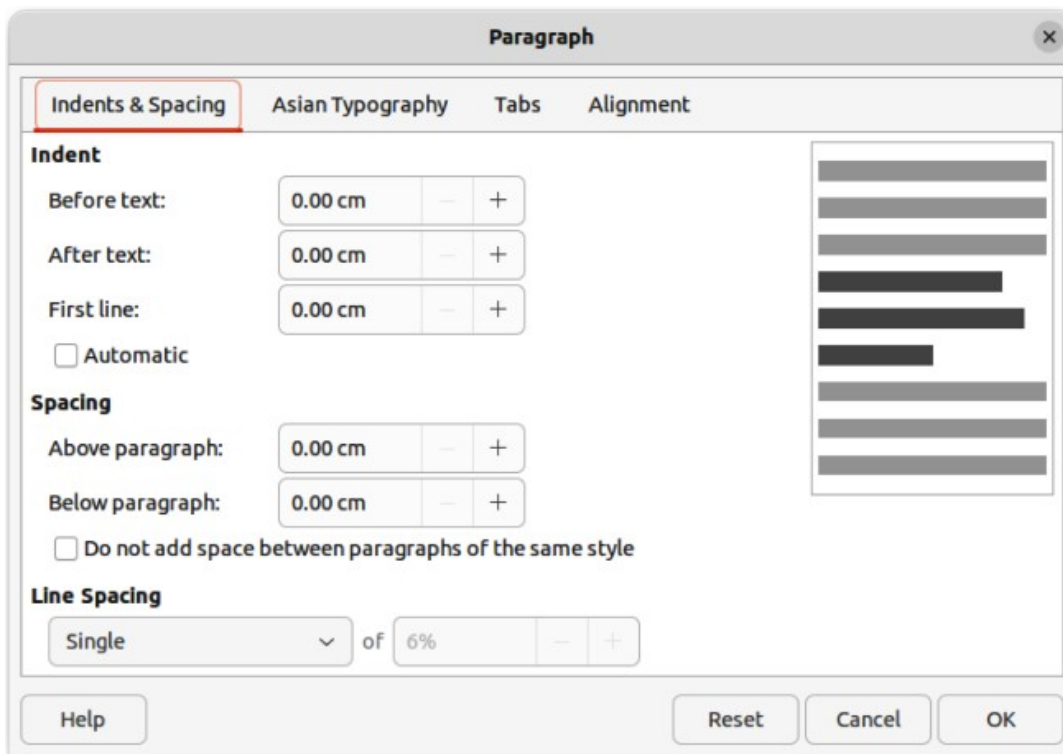 Paragraph
Indents & Spacing Asian Typography Tabs Alignment
Indent
Before text: 0.00 cm
After text: 0.00 cm
First line: 0.00 cm
Automatic
Spacing
Above paragraph: 0.00 cm
Below paragraph: 0.00 cm
Do not add space between paragraphs of the same style
Line Spacing
Single of 6%
Help Reset Cancel OK